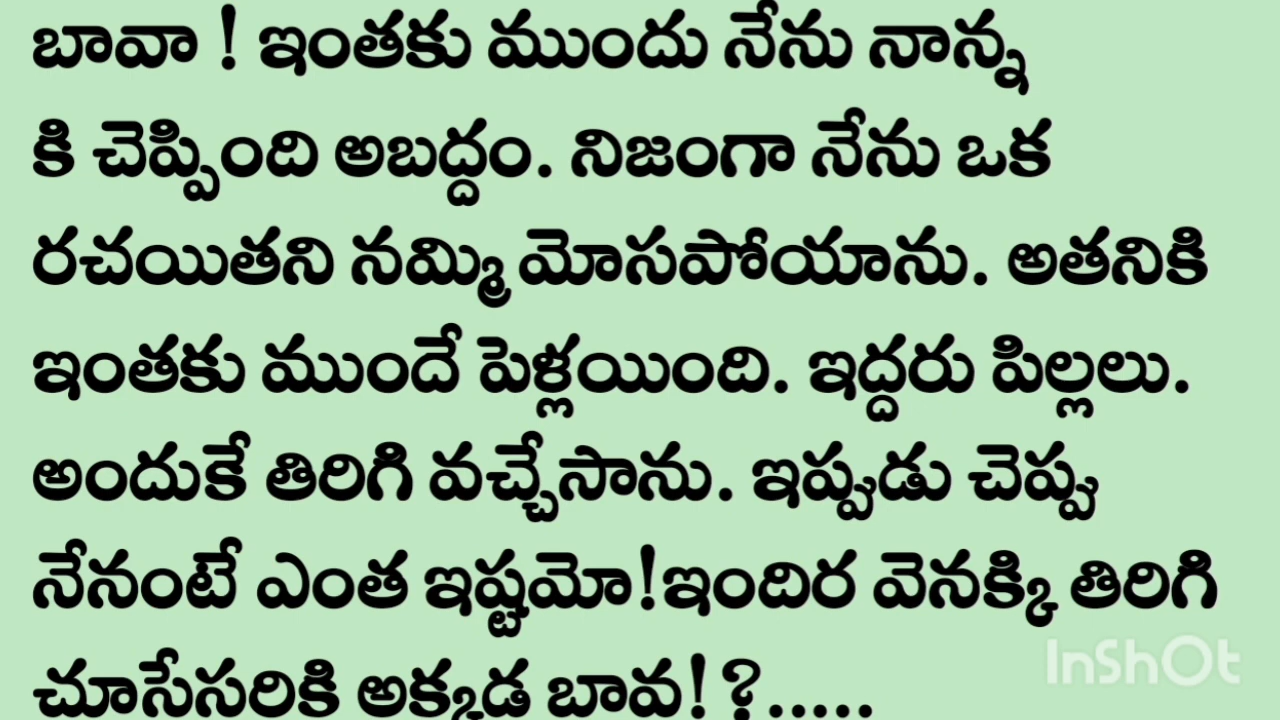 బావా ! ఇంతకు ముందు నేను నాన్న
కి చెప్పింది అబద్దం. నిజంగా నేను ఒక
రచయితని నమ్మి మోసపోయాను. అతనికి
ఇంతకు ముందే పెళ్లయింది. ఇద్దరు పిల్లలు.
అందుకే తిరిగి వచ్చేసాను. ఇప్పుడు చెప్పు
నేనంటే ఎంత ఇష్టమో!ఇందిర వెనక్కి తిరిగి
చూసేసరికి అక్కడ బావ! ?.....
InShOt